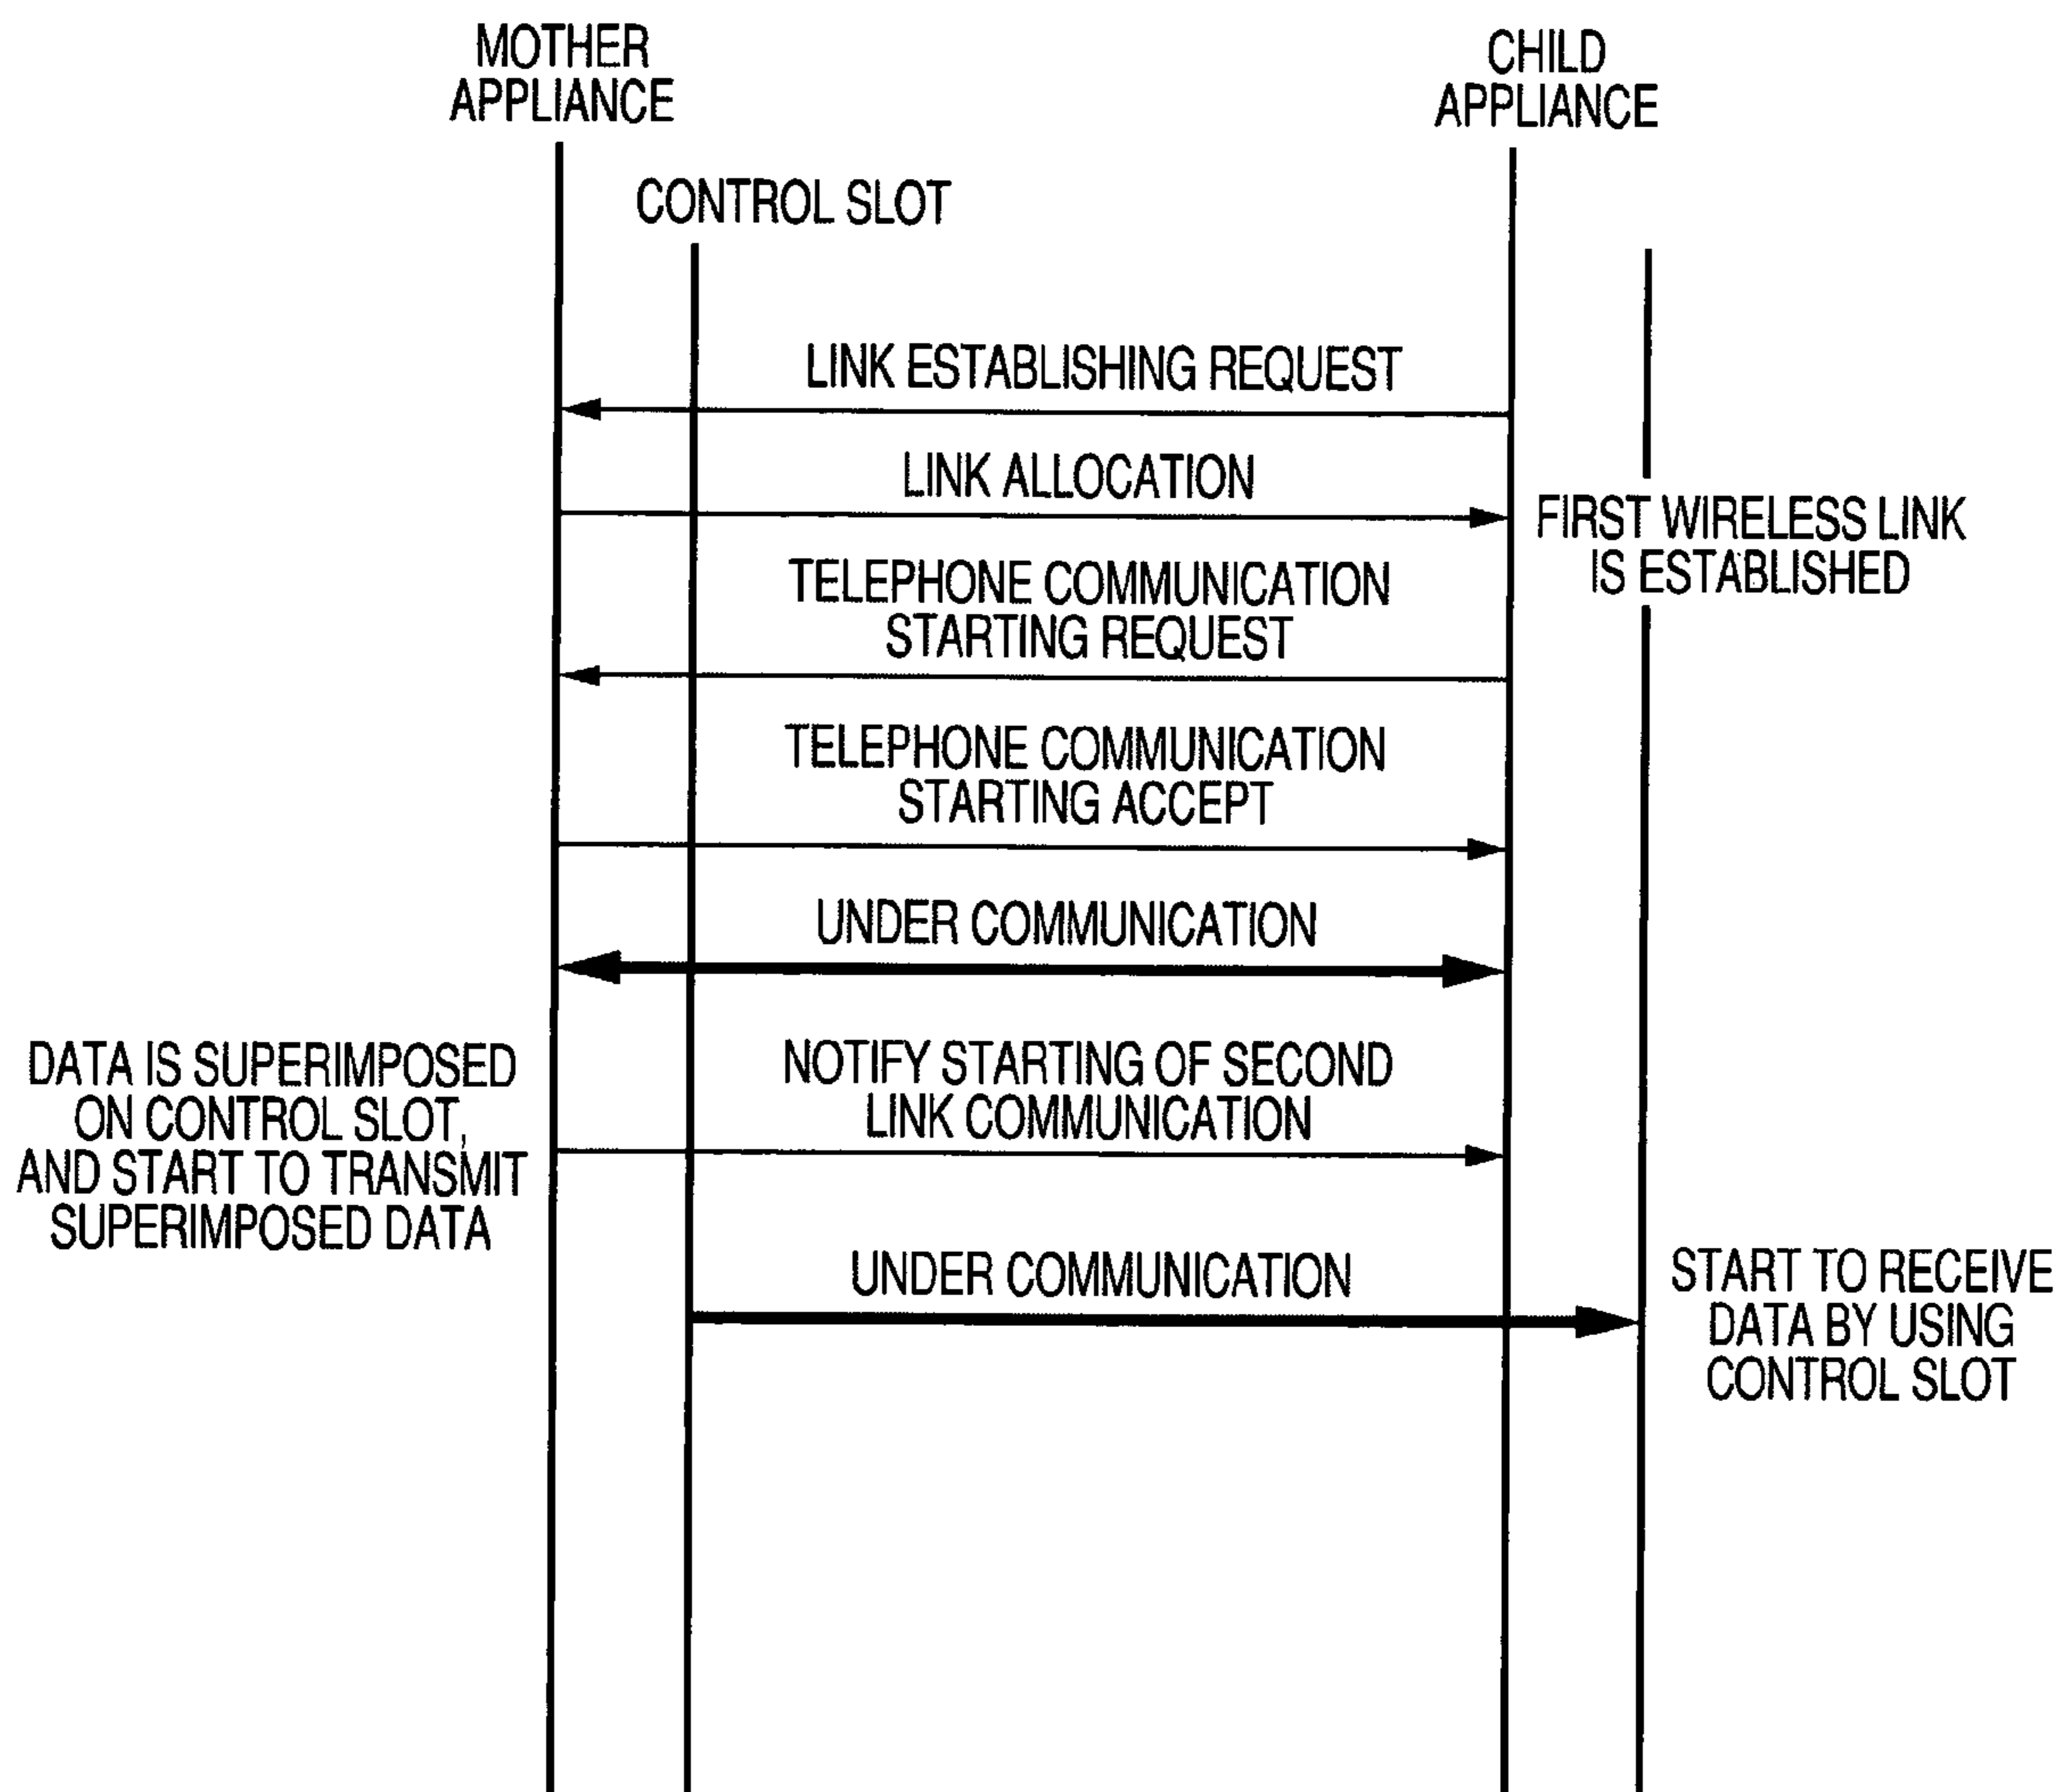 MOTHER
APPLIANCE
CHILD
APPLIANCE
CONTROL SLOT
LINK ESTABLISHING REQUEST
LINK ALLOCATION
FIRST WIRELESS LINK
IS ESTABLISHED
TELEPHONE COMMUNICATION
STARTING REQUEST
TELEPHONE COMMUNICATION
STARTING ACCEPT
UNDER COMMUNICATION
DATA IS SUPERIMPOSED
ON CONTROL SLOT,
AND START TO TRANSMIT
SUPERIMPOSED DATA
NOTIFY STARTING OF SECOND
LINK COMMUNICATION
UNDER COMMUNICATION
START TO RECEIVE
DATA BY USING
CONTROL SLOT